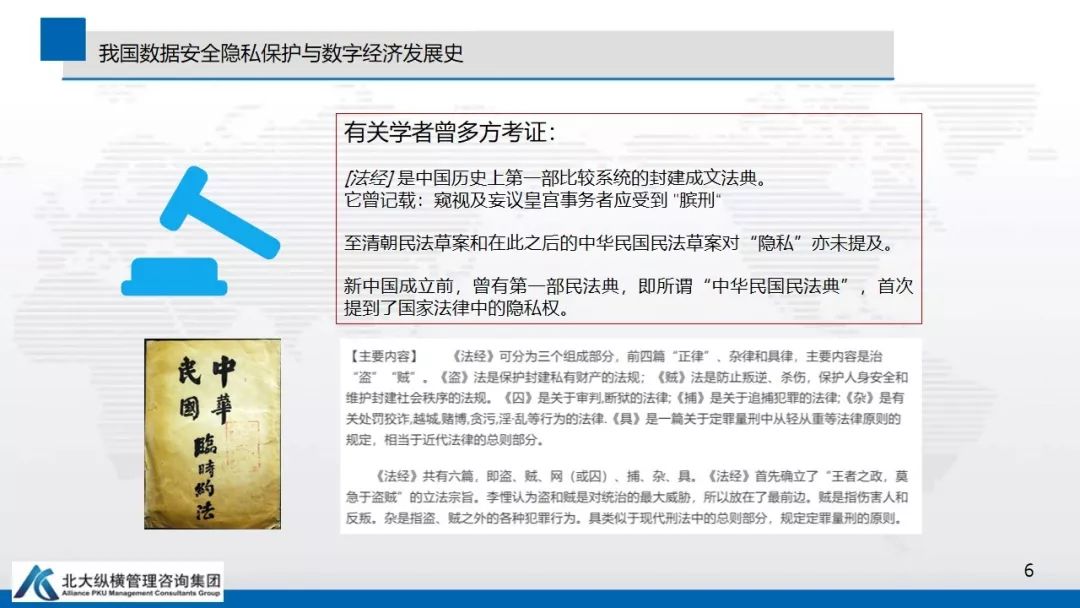 我国数据安全隐私保护与数字经济发展史
有关学者曾多方考证：
[法经] 是中国历史上第一部比较系统的封建成文法典。
它曾记载：窥视及妄议皇宫事务者应受到 "膑刑"
至清朝民法草案和在此之后的中华民国民法草案对“隐私”亦未提及。
新中国成立前，曾有第一部民法典，即所谓“中华民国民法典”，首次
提到了国家法律中的隐私权。
中華
民國
臨時約法
【主要内容】 《法经》可分为三个组成部分，前四篇“正律”、杂律和具律，主要内容是治
“盗”“贼”。《盗》法是保护封建私有财产的法规；《贼》法是防止叛逆、杀伤，保护人身安全和
维护封建社会秩序的法规。《囚》是关于审判,断狱的法律;《捕》是关于追捕犯罪的法律;《杂》是有
关处罚狡诈,越城,赌博,贪污,淫·乱等行为的法律.《具》是一篇关于定罪量刑中从轻从重等法律原则的
规定，相当于近代法律的总则部分。
《法经》共有六篇，即盗、贼、网（或囚）、捕、杂、具。《法经》首先确立了“王者之政，莫
急于盗贼”的立法宗旨。李悝认为盗和贼是对统治的最大威胁，所以放在了最前边。贼是指伤害人和
反叛。杂是指盗、贼之外的各种犯罪行为。具类似于现代刑法中的总则部分，规定定罪量刑的原则。
北大纵横管理咨询集团
Alliance PKU Management Consultants Group
6